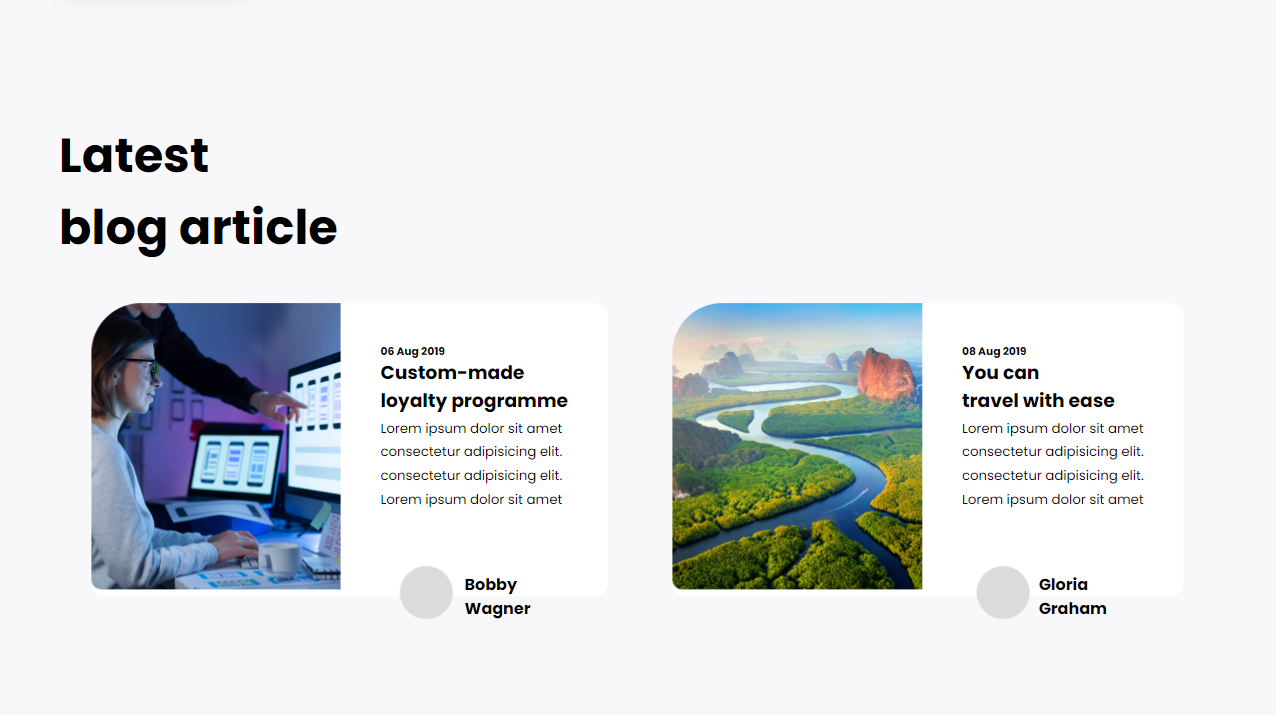 Latest
blog article
06 Aug 2019
Custom-made
loyalty programme
Lorem ipsum dolor sit amet
consectetur adipisicing elit.
consectetur adipisicing elit.
Lorem ipsum dolor sit amet
Bobby
Wagner
08 Aug 2019
You can
travel with ease
Lorem ipsum dolor sit amet
consectetur adipisicing elit.
consectetur adipisicing elit.
Lorem ipsum dolor sit amet
Gloria
Graham